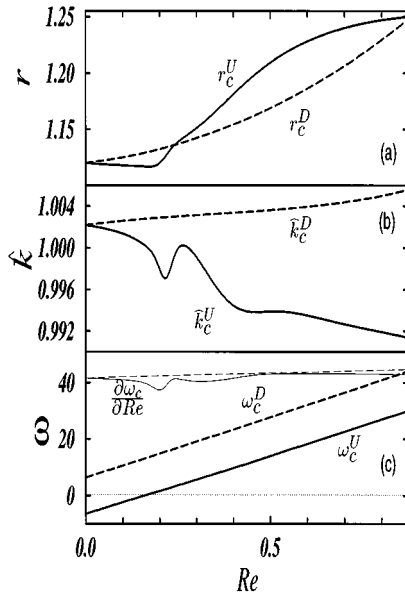 1.25
1.20
1.12
r
r_c^U
r_c^D
(a)
1.004
1.000
0.996
0.992
k̂
k̂_c^D
k̂_c^U
(b)
40
20
0
ω
∂ω_c
∂Re
ω_c^D
ω_c^U
(c)
0.0
0.5
Re